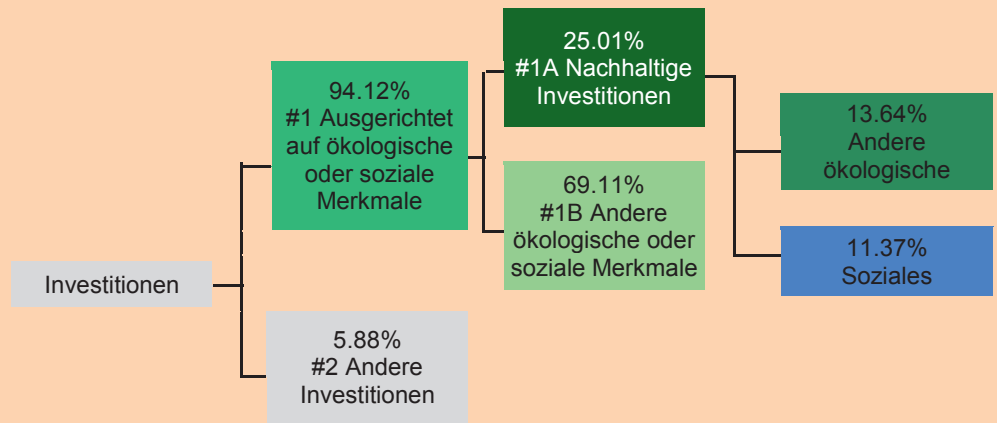 Investitionen
94.12%
#1 Ausgerichtet
auf ökologische
oder soziale
Merkmale
5.88%
#2 Andere
Investitionen
25.01%
#1A Nachhaltige
Investitionen
69.11%
#1B Andere
ökologische oder
soziale Merkmale
13.64%
Andere
ökologische
11.37%
Soziales